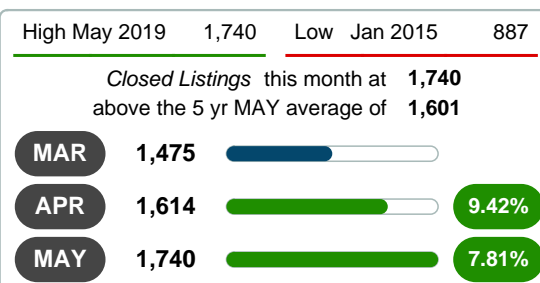 High May 2019 1,740 Low Jan 2015 887
Closed Listings this month at 1,740
above the 5 yr MAY average of 1,601
MAR 1,475
APR 1,614 9.42%
MAY 1,740 7.81%